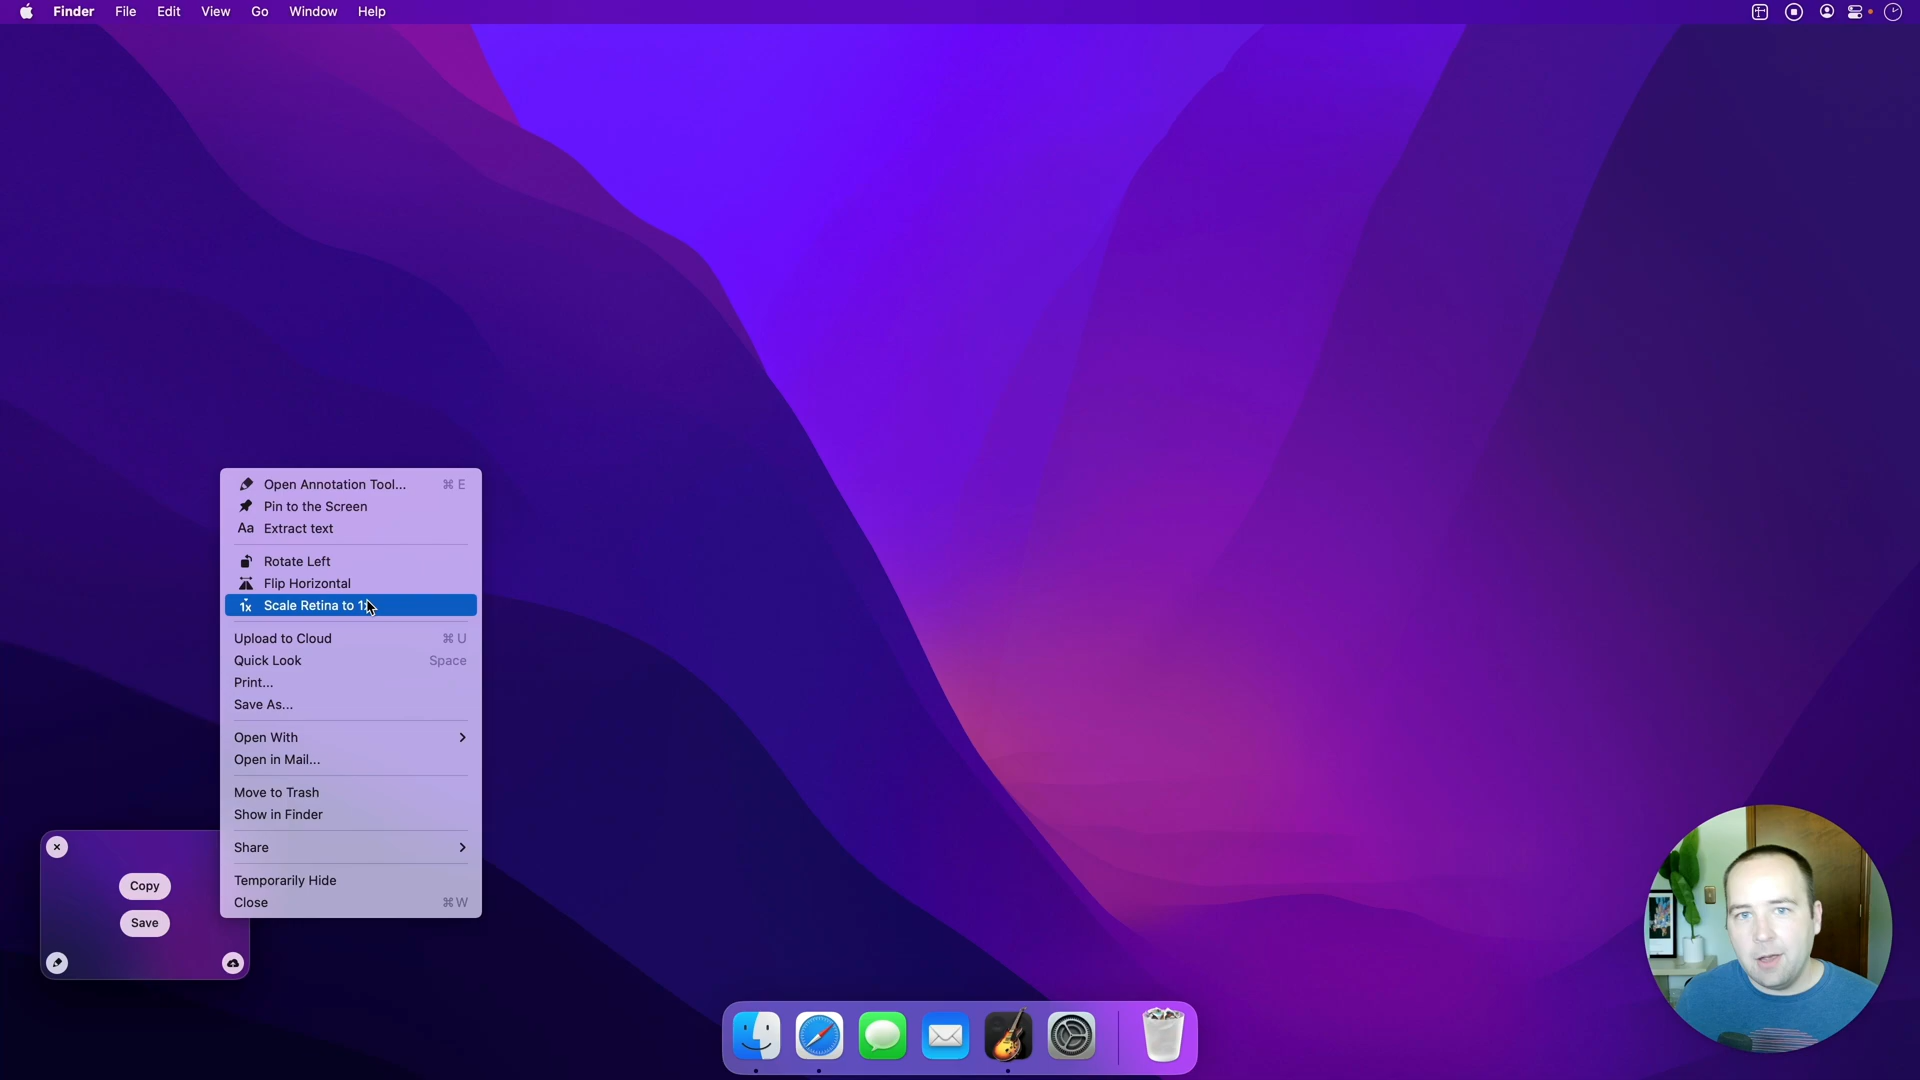 Finder File Edit View Go Window Help
Open Annotation Tool... ⌘ E
Pin to the Screen
Aa Extract text
Rotate Left
Flip Horizontal
1x Scale Retina to 1
Upload to Cloud ⌘ U
Quick Look Space
Print...
Save As...
Open With
Open in Mail...
Move to Trash
Show in Finder
Share
Temporarily Hide
Close ⌘ W
Copy
Save